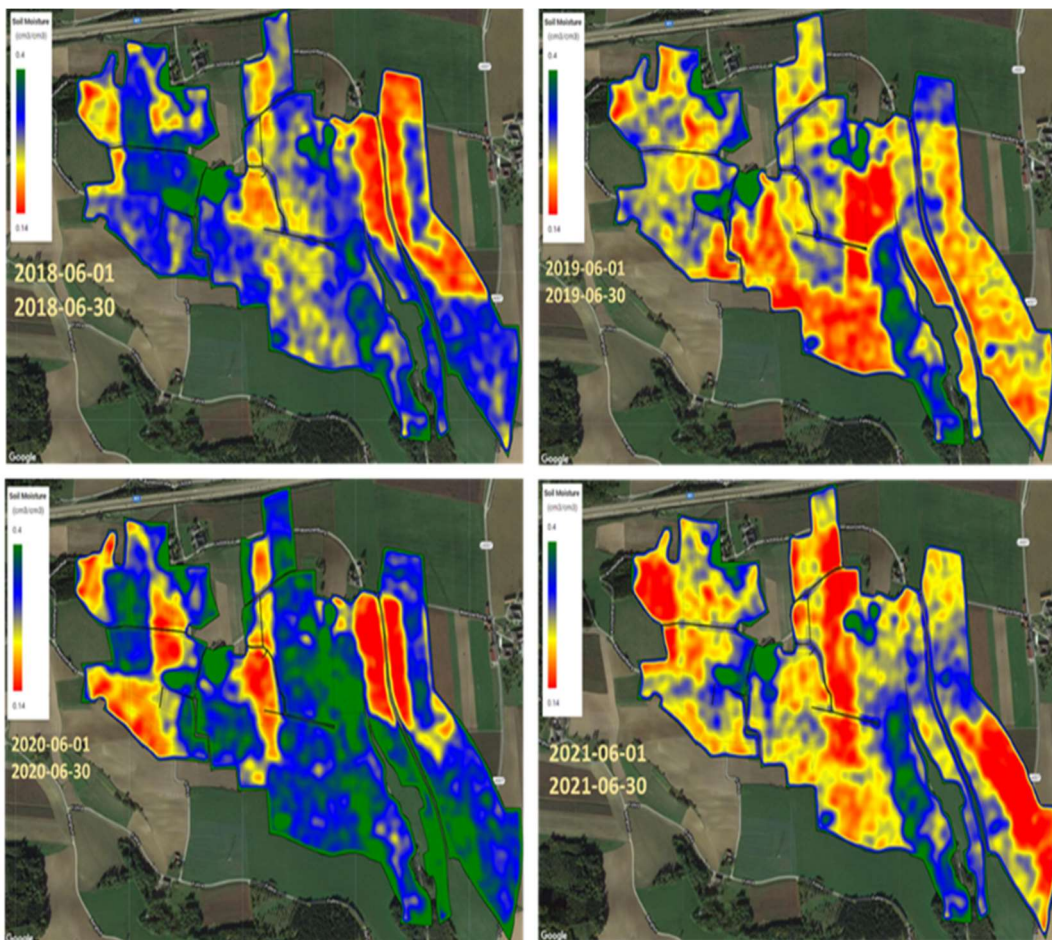 Soil Moisture
(cm3/cm3)
0.4
0.14
2018-06-01
2018-06-30
Google
Soil Moisture
(cm3/cm3)
0.4
0.14
2019-06-01
2019-06-30
Google
Soil Moisture
(cm3/cm3)
0.4
0.14
2020-06-01
2020-06-30
Google
Soil Moisture
(cm3/cm3)
0.4
0.14
2021-06-01
2021-06-30
Google